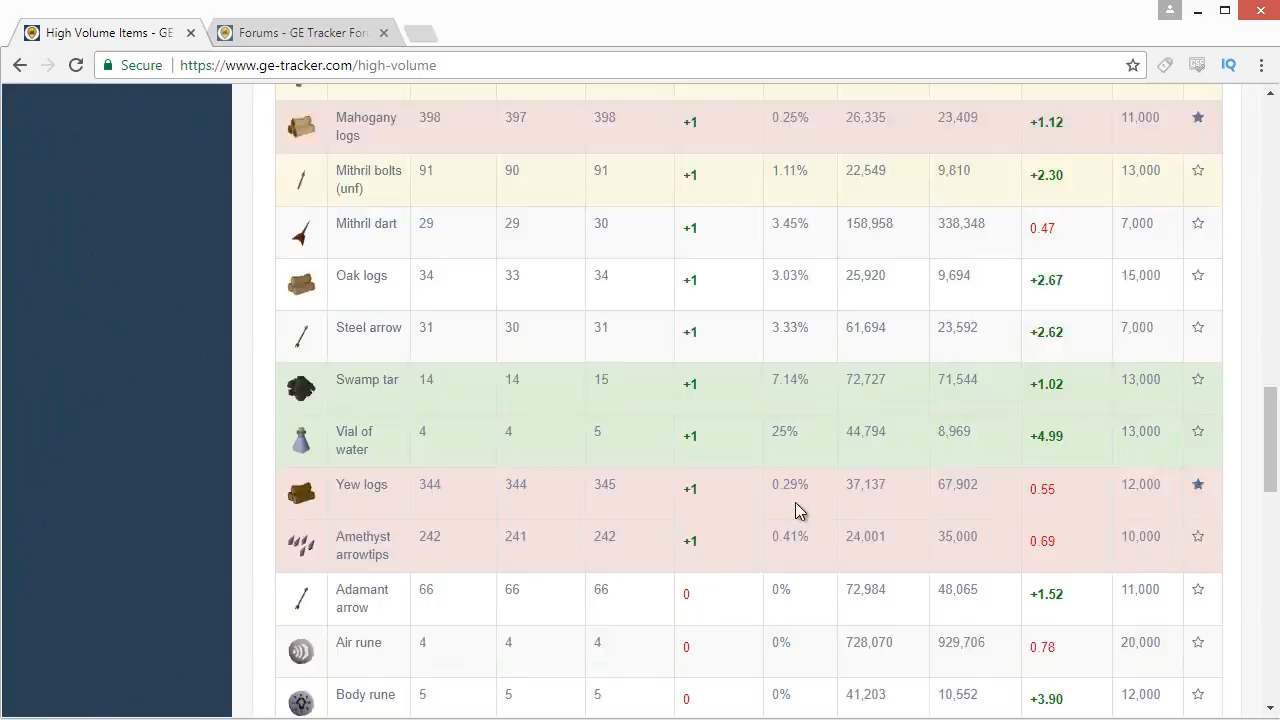 High Volume Items - GE
Forums - GE Tracker For
Secure https://www.ge-tracker.com/high-volume
IQ
Mahogany logs 398 397 398 +1 0.25% 26,335 23,409 +1.12 11,000
Mithril bolts (unf) 91 90 91 +1 1.11% 22,549 9,810 +2.30 13,000
Mithril dart 29 29 30 +1 3.45% 158,958 338,348 0.47 7,000
Oak logs 34 33 34 +1 3.03% 25,920 9,694 +2.67 15,000
Steel arrow 31 30 31 +1 3.33% 61,694 23,592 +2.62 7,000
Swamp tar 14 14 15 +1 7.14% 72,727 71,544 +1.02 13,000
Vial of water 4 4 5 +1 25% 44,794 8,969 +4.99 13,000
Yew logs 344 344 345 +1 0.29% 37,137 67,902 0.55 12,000
Amethyst arrowtips 242 241 242 +1 0.41% 24,001 35,000 0.69 10,000
Adamant arrow 66 66 66 0 0% 72,984 48,065 +1.52 11,000
Air rune 4 4 4 0 0% 728,070 929,706 0.78 20,000
Body rune 5 5 5 0 0% 41,203 10,552 +3.90 12,000